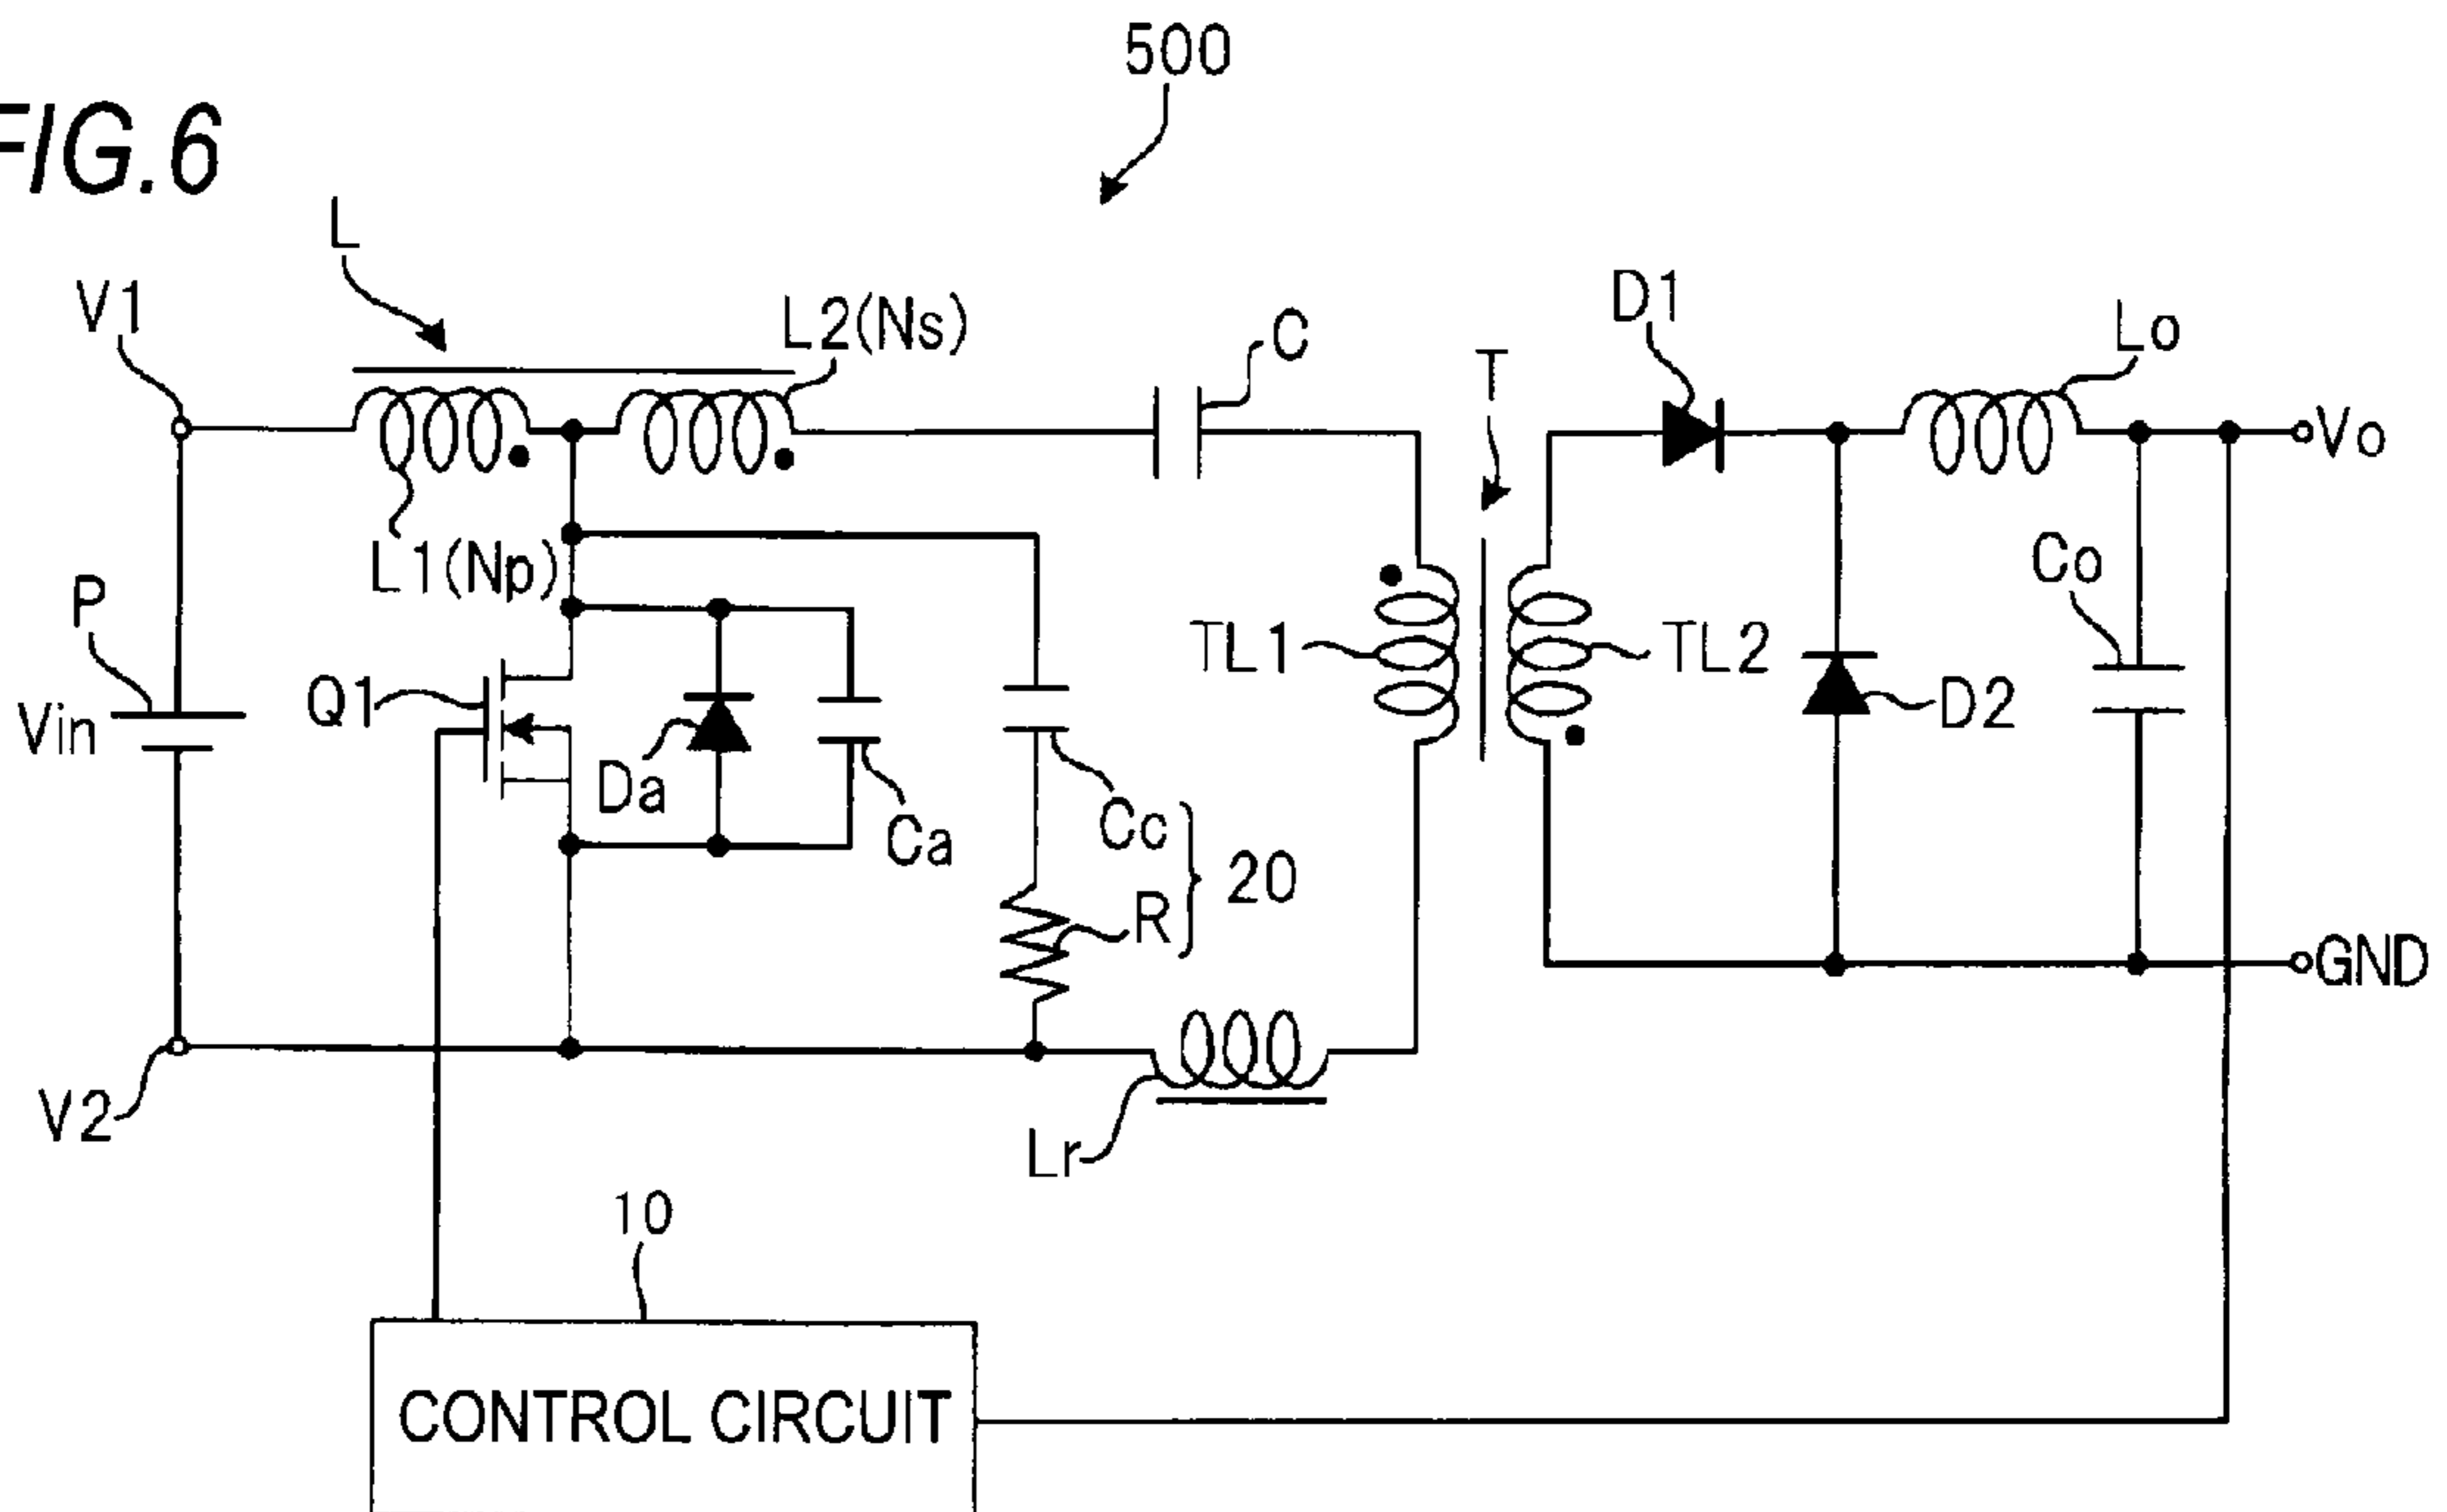 500
FIG.6
L
V1
L2(Ns)
C
D1
Lo
T
Vo
L1(Np)
P
Co
TL1
TL2
Q1
Vin
D2
Da
Ca
Cc
20
R
GND
V2
Lr
10
CONTROL CIRCUIT